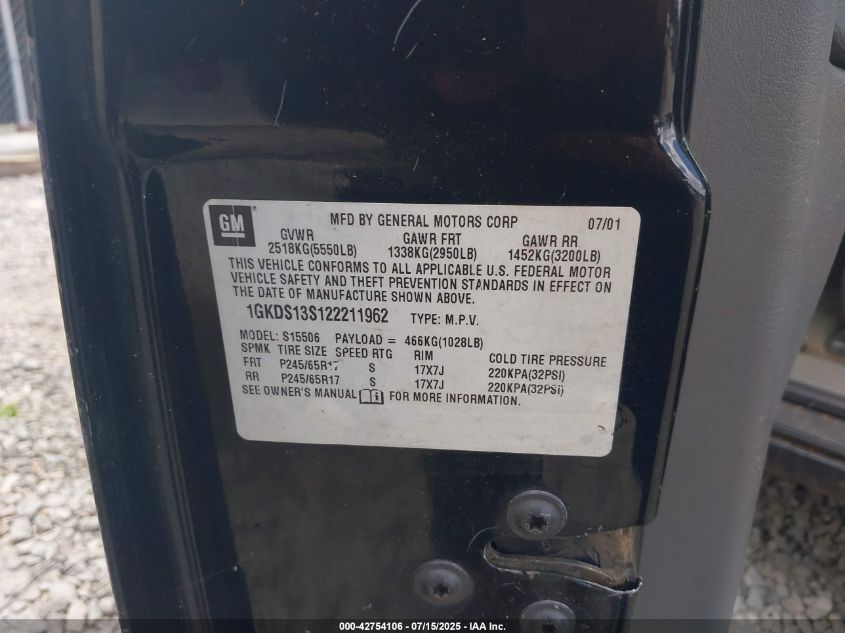 GM
MFD BY GENERAL MOTORS CORP 07/01
GVWR GAWR FRT GAWR RR
2518KG(5550LB) 1338KG(2950LB) 1452KG(3200LB)
THIS VEHICLE CONFORMS TO ALL APPLICABLE U.S. FEDERAL MOTOR
VEHICLE SAFETY AND THEFT PREVENTION STANDARDS IN EFFECT ON
THE DATE OF MANUFACTURE SHOWN ABOVE.
1GKDS13S122211962 TYPE: M.P.V.
MODEL: S15506 PAYLOAD = 466KG(1028LB)
SPMK TIRE SIZE SPEED RTG RIM COLD TIRE PRESSURE
FRT P245/65R17 S 17X7J 220KPA(32PSI)
RR P245/65R17 S 17X7J 220KPA(32PSI)
SEE OWNER'S MANUAL FOR MORE INFORMATION.
000-42754106 - 07/15/2025 - IAA Inc.